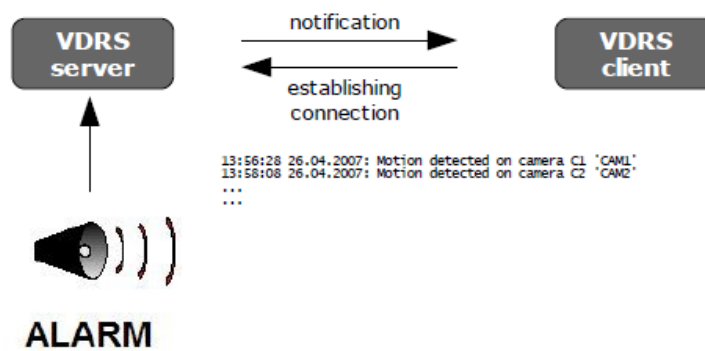 VDRS
server
notification
VDRS
client
establishing
connection
13:56:28 26.04.2007: Motion detected on camera C1 'CAM1'
13:58:08 26.04.2007: Motion detected on camera C2 'CAM2'
...
...
ALARM